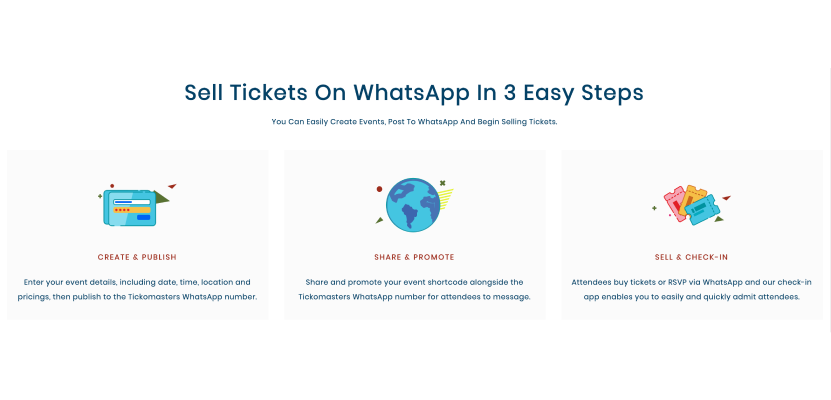 Sell Tickets On WhatsApp In 3 Easy Steps
You Can Easily Create Events, Post To WhatsApp And Begin Selling Tickets.
CREATE & PUBLISH
Enter your event details, including date, time, location and
pricings, then publish to the Tickomasters WhatsApp number.
SHARE & PROMOTE
Share and promote your event shortcode alongside the
Tickomasters WhatsApp number for attendees to message.
SELL & CHECK-IN
Attendees buy tickets or RSVP via WhatsApp and our check-in
app enables you to easily and quickly admit attendees.